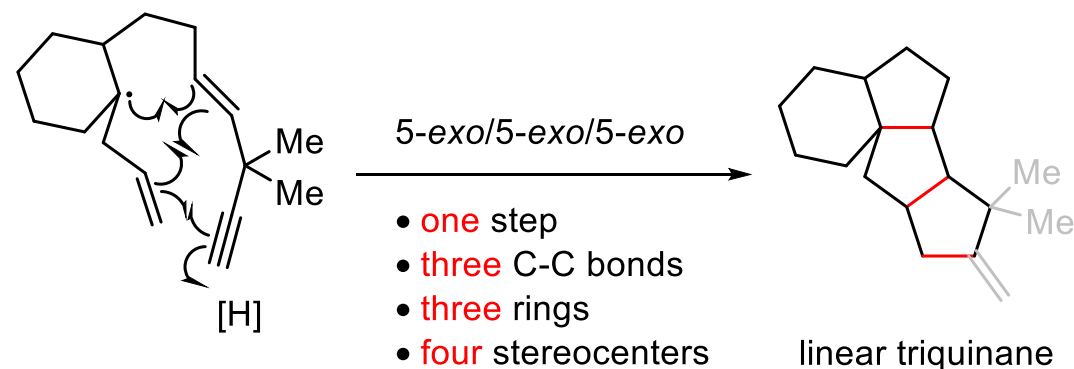 Me
Me
[H]
5-exo/5-exo/5-exo
• one step
• three C-C bonds
• three rings
• four stereocenters
Me
Me
linear triquinane